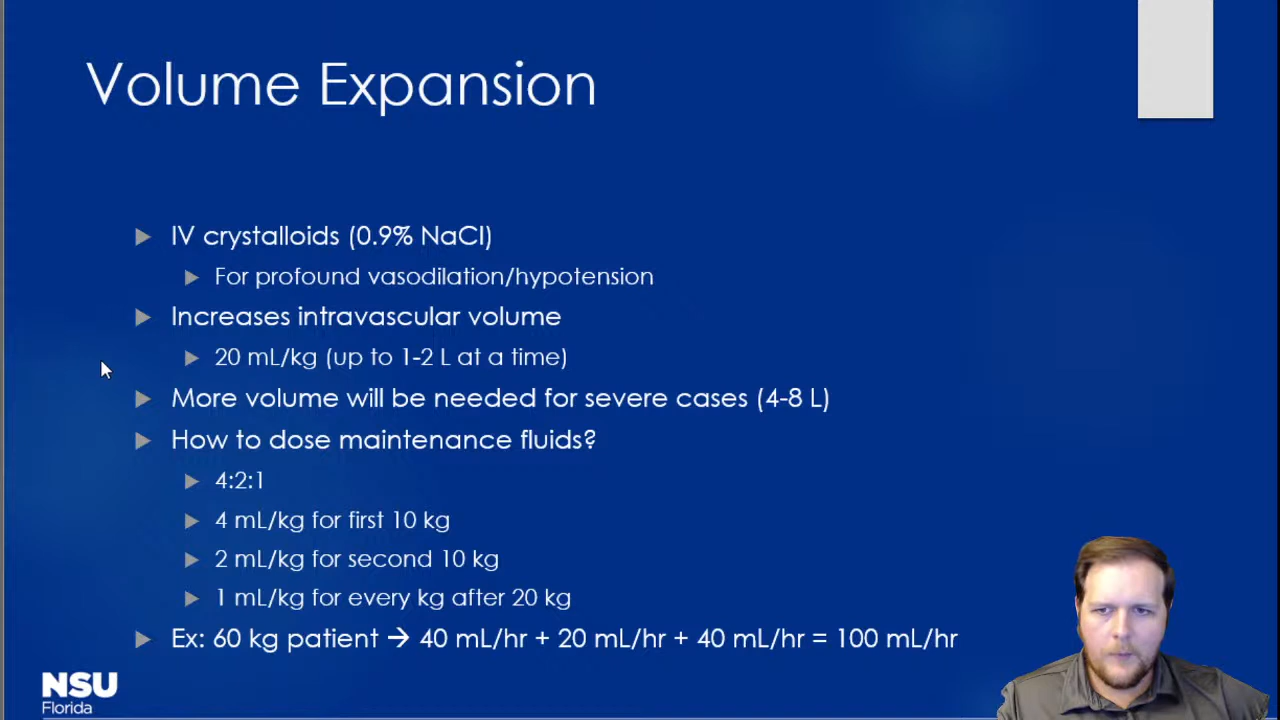 Volume Expansion
IV crystalloids (0.9% NaCl)
For profound vasodilation/hypotension
Increases intravascular volume
20 mL/kg (up to 1-2 L at a time)
More volume will be needed for severe cases (4-8 L)
How to dose maintenance fluids?
4:2:1
4 mL/kg for first 10 kg
2 mL/kg for second 10 kg
1 mL/kg for every kg after 20 kg
Ex: 60 kg patient → 40 mL/hr + 20 mL/hr + 40 mL/hr = 100 mL/hr
NSU
Florida